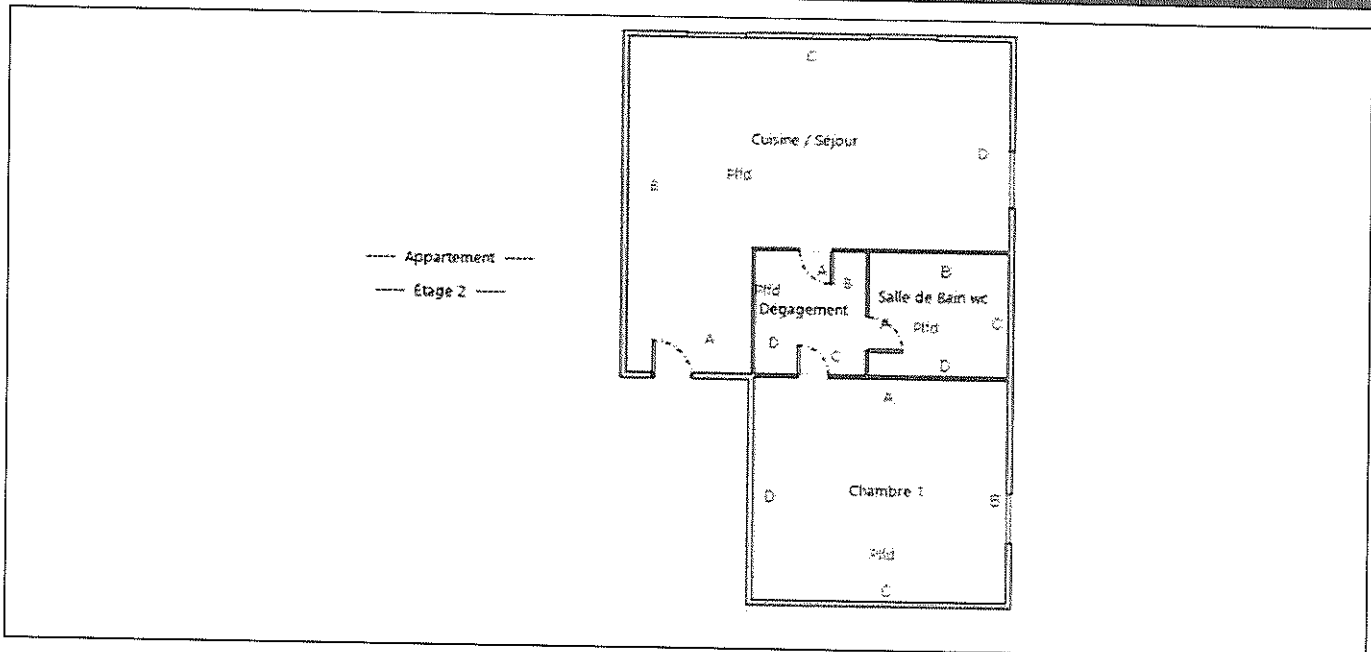 C
Cuisine / Séjour
D
Plfd
B
---- Appartement ----
A
B
B
Plfd
Salle de Bain wc
---- Etage 2 ----
Dégagement
A
Plfd
C
A
D
C
D
A
Chambre 1
D
B
Plfd
C